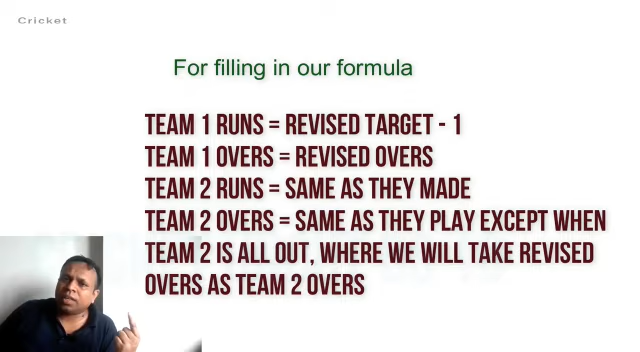 Cricket
For filling in our formula
TEAM 1 RUNS = REVISED TARGET - 1
TEAM 1 OVERS = REVISED OVERS
TEAM 2 RUNS = SAME AS THEY MADE
TEAM 2 OVERS = SAME AS THEY PLAY EXCEPT WHEN
TEAM 2 IS ALL OUT, WHERE WE WILL TAKE REVISED
OVERS AS TEAM 2 OVERS